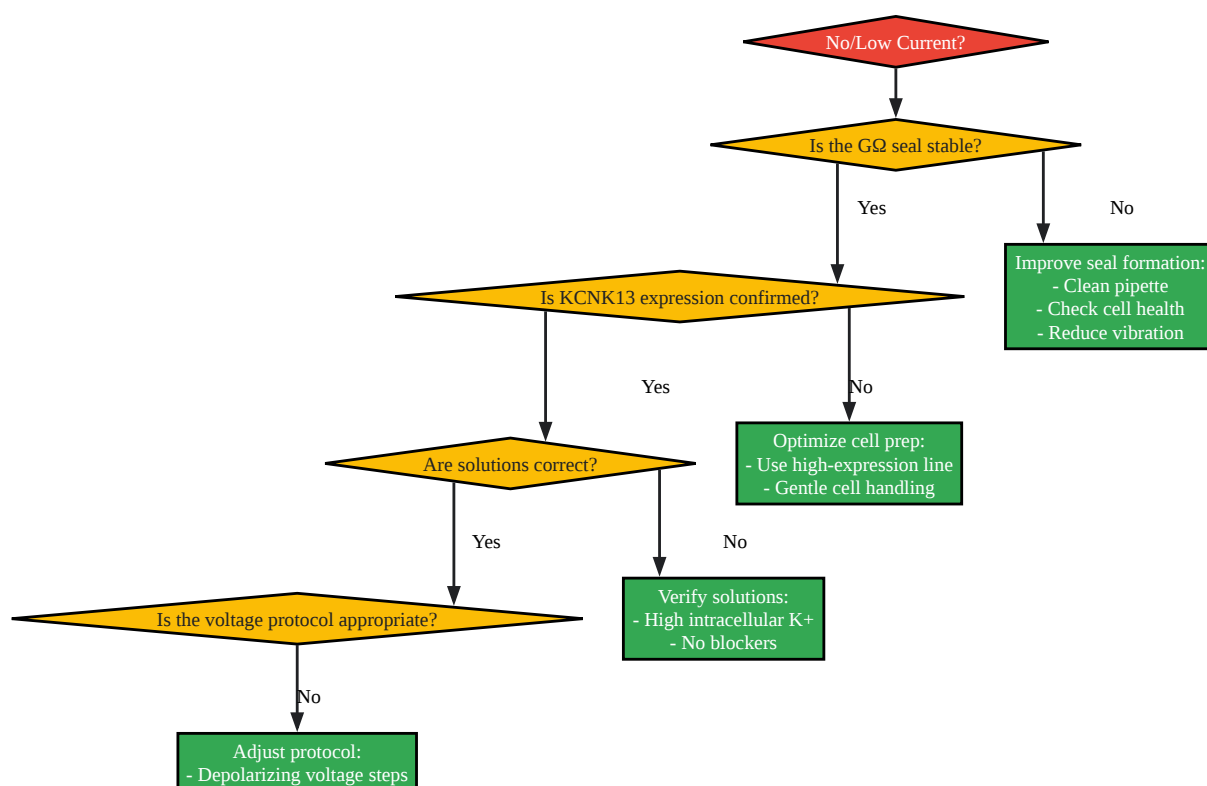 No/Low Current?
Is the GΩ seal stable?
Yes
No
Improve seal formation:
- Clean pipette
- Check cell health
- Reduce vibration
Is KCNK13 expression confirmed?
Yes
No
Optimize cell prep:
- Use high-expression line
- Gentle cell handling
Are solutions correct?
Yes
No
Verify solutions:
- High intracellular K+
- No blockers
Is the voltage protocol appropriate?
No
Adjust protocol:
- Depolarizing voltage steps